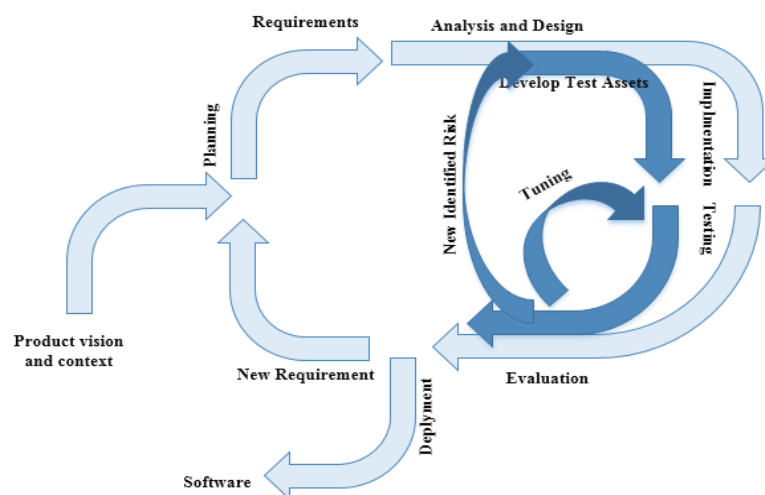 Requirements
Analysis and Design
Develop Test Assets
Planning
Implmentation
New Identified Risk
Tuning
Testing
Product vision
and context
New Requirement
Evaluation
Deplyment
Software